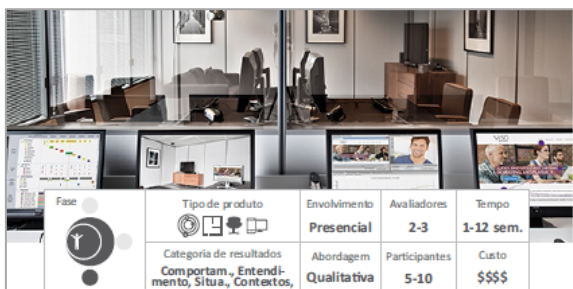 Fase
Tipo de produto
Envolvimento
Avaliadores
Tempo
Presencial
2-3
1-12 sem.
Categoria de resultados
Abordagem
Participantes
Custo
Comportam., Entendi-
mento, Situa., Contextos,
Qualitativa
5-10
$$$$